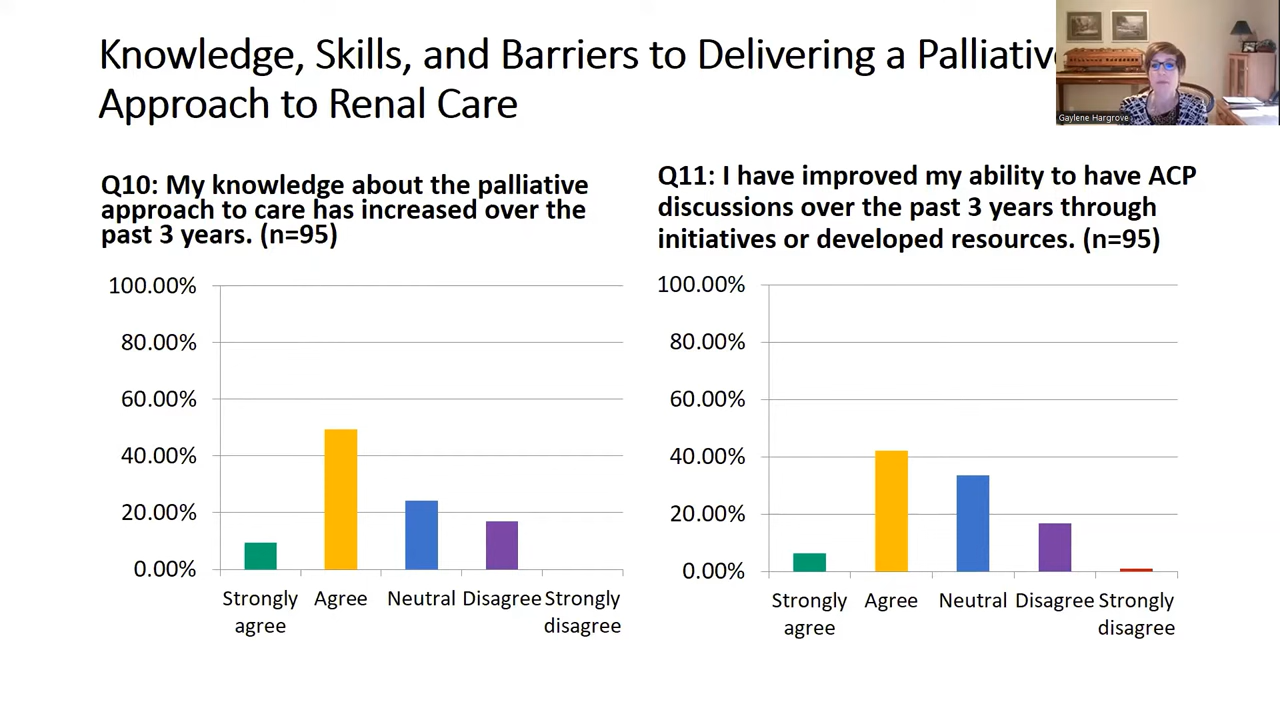 Knowledge, Skills, and Barriers to Delivering a Palliative
Approach to Renal Care
Gaylene Hargrove
Q10: My knowledge about the palliative
approach to care has increased over the
past 3 years. (n=95)
100.00%
80.00%
60.00%
40.00%
20.00%
0.00%
Strongly agree
Agree
Neutral
Disagree
Strongly disagree
Q11: I have improved my ability to have ACP
discussions over the past 3 years through
initiatives or developed resources. (n=95)
100.00%
80.00%
60.00%
40.00%
20.00%
0.00%
Strongly agree
Agree
Neutral
Disagree
Strongly disagree